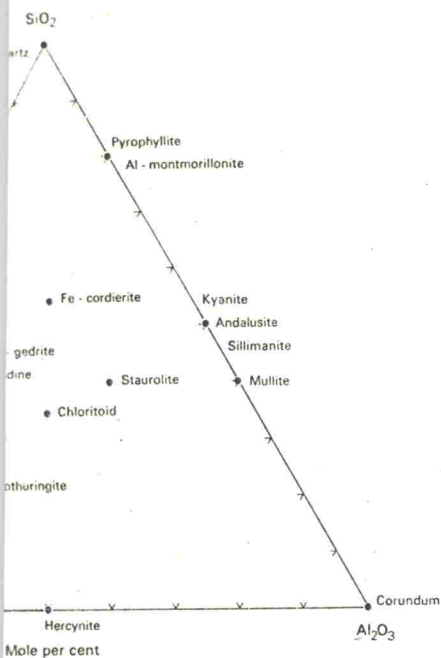 SiO₂
artz
Pyrophyllite
Al - montmorillonite
Fe - cordierite
Kyanite
Andalusite
Sillimanite
- gedrite
dine
Staurolite
Mullite
Chloritoid
othuringite
Corundum
Hercynite
Al₂O₃
Mole per cent